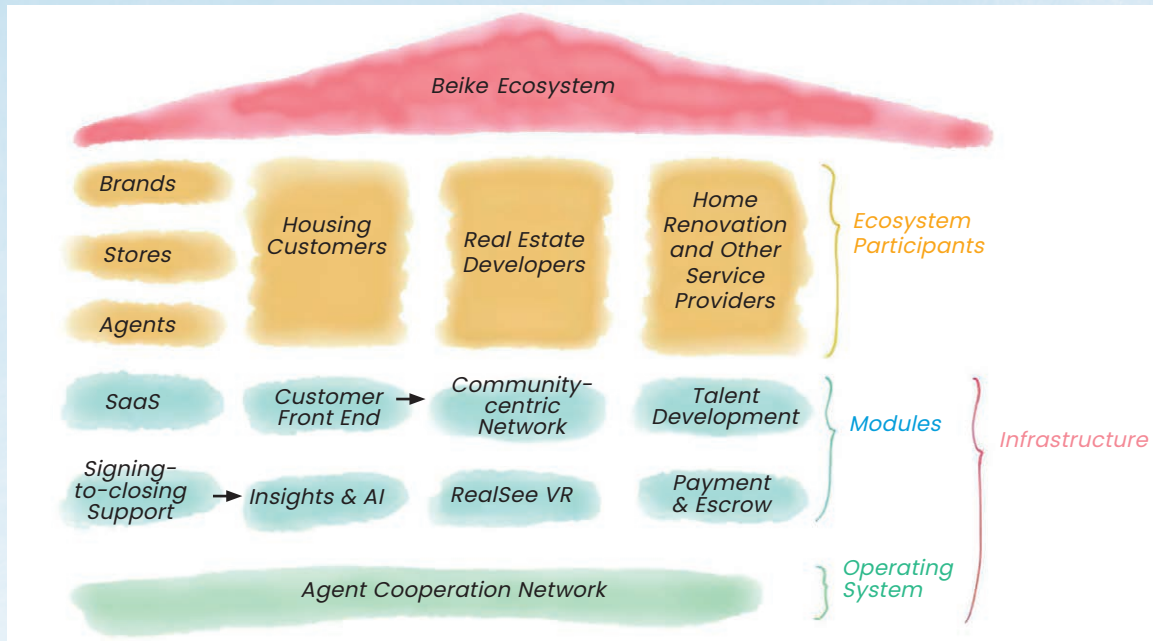 Beike Ecosystem
Brands
Stores
Agents
Housing
Customers
Real Estate
Developers
Home
Renovation
and Other
Service
Providers
Ecosystem
Participants
SaaS
Customer
Front End
Community-
centric
Network
Talent
Development
Signing-
to-closing
Support
Insights & AI
RealSee VR
Payment
& Escrow
Modules
Infrastructure
Agent Cooperation Network
Operating
System